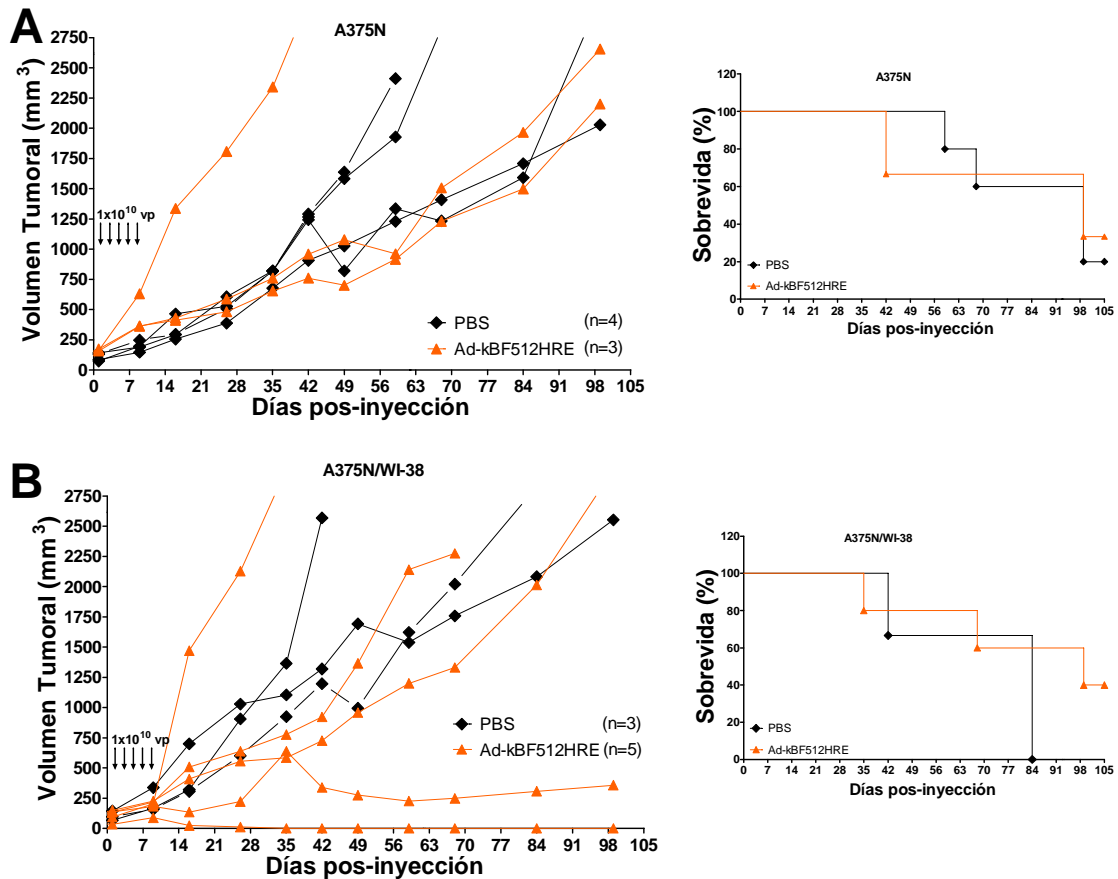 A
A375N
Volumen Tumoral (mm³)
2750
2500
2250
2000
1750
1500
1250
1000
750
500
250
0
1x10¹⁰ vp
PBS (n=4)
Ad-kBF512HRE (n=3)
0 7 14 21 28 35 42 49 56 63 70 77 84 91 98 105
Días pos-inyección
A375N
Sobrevida (%)
120
100
80
60
40
20
0
PBS
Ad-kBF512HRE
0 7 14 21 28 35 42 49 56 63 70 77 84 91 98 105
Días pos-inyección
B
A375N/WI-38
Volumen Tumoral (mm³)
2750
2500
2250
2000
1750
1500
1250
1000
750
500
250
0
1x10¹⁰ vp
PBS (n=3)
Ad-kBF512HRE (n=5)
0 7 14 21 28 35 42 49 56 63 70 77 84 91 98 105
Días pos-inyección
A375N/WI-38
Sobrevida (%)
120
100
80
60
40
20
0
PBS
Ad-kBF512HRE
0 7 14 21 28 35 42 49 56 63 70 77 84 91 98 105
Días pos-inyección